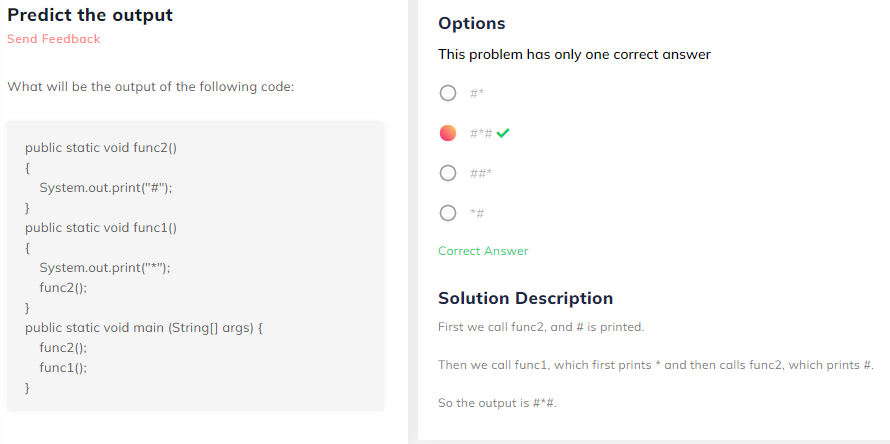 Predict the output
Send Feedback
What will be the output of the following code:
public static void func2()
{
    System.out.print("#");
}
public static void func1()
{
    System.out.print("*");
    func2();
}
public static void main (String[] args) {
    func2();
    func1();
}
Options
This problem has only one correct answer
#*
#*#
##*
*#
Correct Answer
Solution Description
First we call func2, and # is printed.
Then we call func1, which first prints * and then calls func2, which prints #.
So the output is #*#.